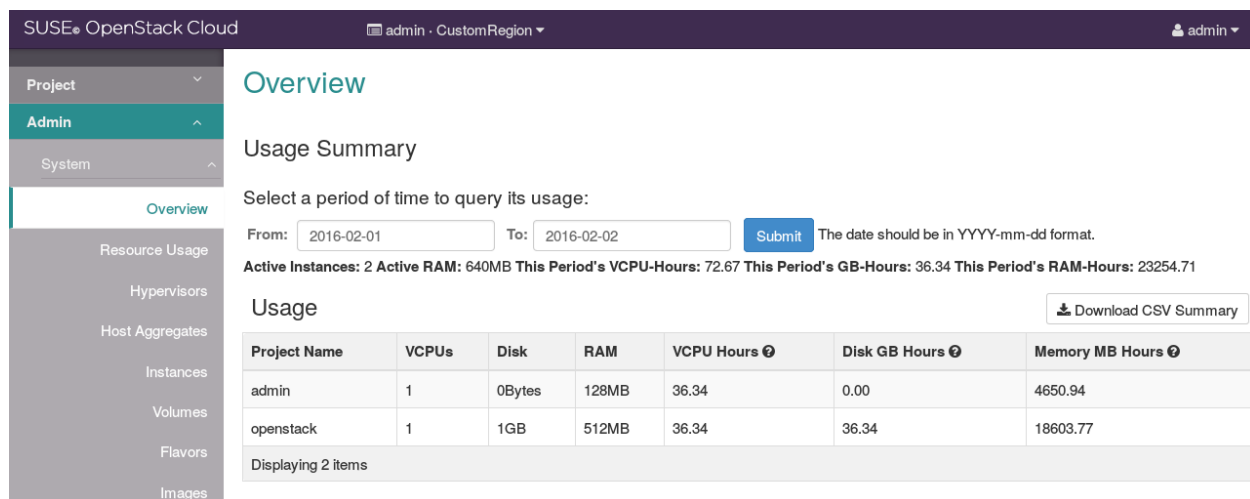 SUSE® OpenStack Cloud
admin · CustomRegion
admin
Project
Admin
System
Overview
Resource Usage
Hypervisors
Host Aggregates
Instances
Volumes
Flavors
Images
Overview
Usage Summary
Select a period of time to query its usage:
From: 2016-02-01 To: 2016-02-02 Submit The date should be in YYYY-mm-dd format.
Active Instances: 2 Active RAM: 640MB This Period's VCPU-Hours: 72.67 This Period's GB-Hours: 36.34 This Period's RAM-Hours: 23254.71
Usage
Download CSV Summary
Project Name VCPUs Disk RAM VCPU Hours Disk GB Hours Memory MB Hours
admin 1 0Bytes 128MB 36.34 0.00 4650.94
openstack 1 1GB 512MB 36.34 36.34 18603.77
Displaying 2 items